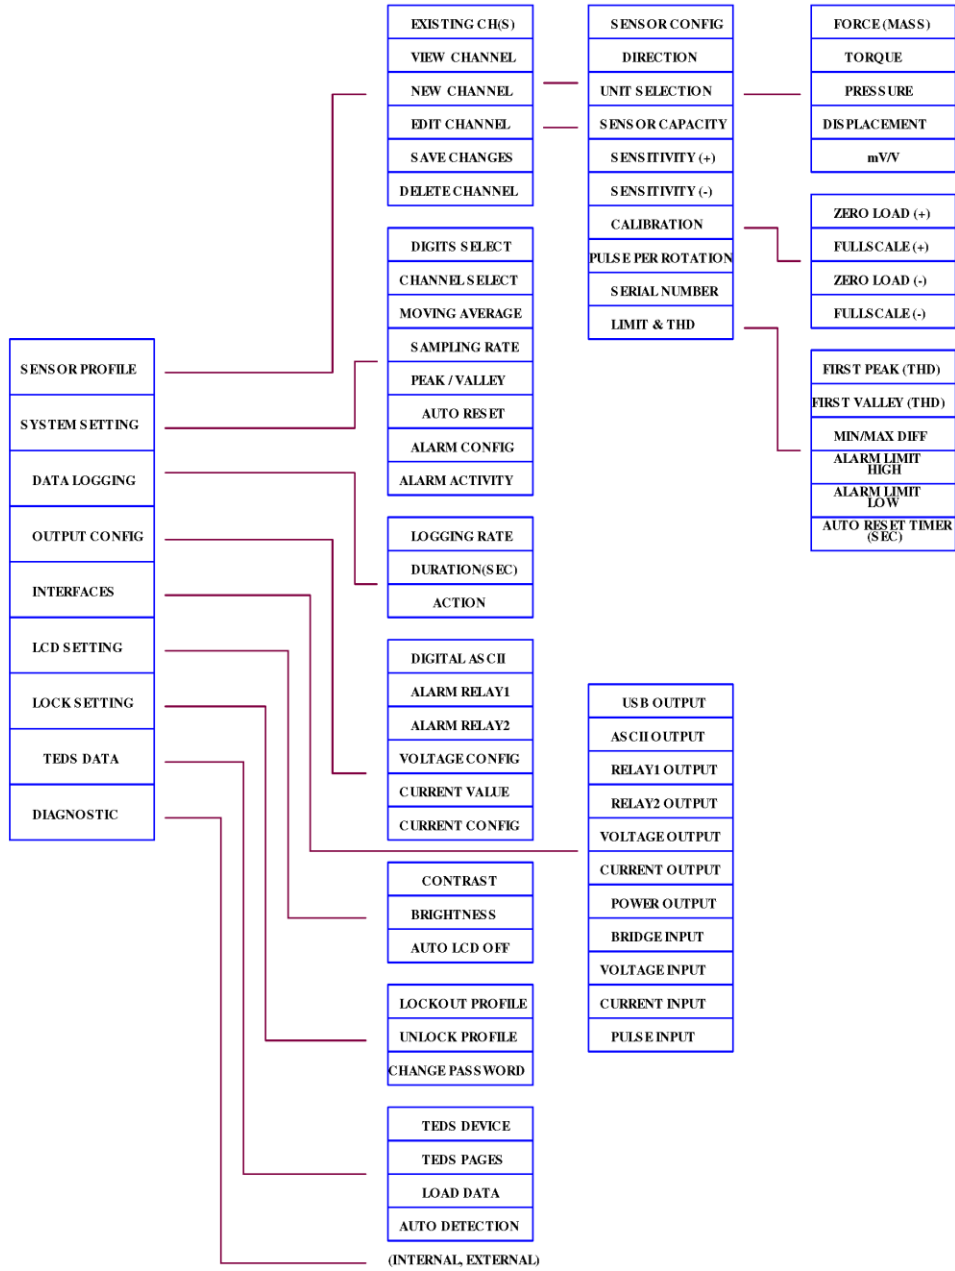 SENSOR PROFILE
SYSTEM SETTING
DATA LOGGING
OUTPUT CONFIG
INTERFACES
LCD SETTING
LOCK SETTING
TEDS DATA
DIAGNOSTIC
EXISTING CH(S)
VIEW CHANNEL
NEW CHANNEL
EDIT CHANNEL
SAVE CHANGES
DELETE CHANNEL
DIGITS SELECT
CHANNEL SELECT
MOVING AVERAGE
SAMPLING RATE
PEAK / VALLEY
AUTO RESET
ALARM CONFIG
ALARM ACTIVITY
LOGGING RATE
DURATION(SEC)
ACTION
DIGITAL ASCII
ALARM RELAY1
ALARM RELAY2
VOLTAGE CONFIG
CURRENT VALUE
CURRENT CONFIG
CONTRAST
BRIGHTNESS
AUTO LCD OFF
LOCKOUT PROFILE
UNLOCK PROFILE
CHANGE PASSWORD
TEDS DEVICE
TEDS PAGES
LOAD DATA
AUTO DETECTION
(INTERNAL, EXTERNAL)
SENSOR CONFIG
DIRECTION
UNIT SELECTION
SENSOR CAPACITY
SENSITIVITY (+)
SENSITIVITY (-)
CALIBRATION
PULSE PER ROTATION
SERIAL NUMBER
LIMIT & THD
USB OUTPUT
ASCII OUTPUT
RELAY1 OUTPUT
RELAY2 OUTPUT
VOLTAGE OUTPUT
CURRENT OUTPUT
POWER OUTPUT
BRIDGE INPUT
VOLTAGE INPUT
CURRENT INPUT
PULSE INPUT
FORCE (MASS)
TORQUE
PRESSURE
DISPLACEMENT
mV/V
ZERO LOAD (+)
FULLSCALE (+)
ZERO LOAD (-)
FULLSCALE (-)
FIRST PEAK (THD)
FIRST VALLEY (THD)
MIN/MAX DIFF
ALARM LIMIT
HIGH
ALARM LIMIT
LOW
AUTO RESET TIMER
(SEC)